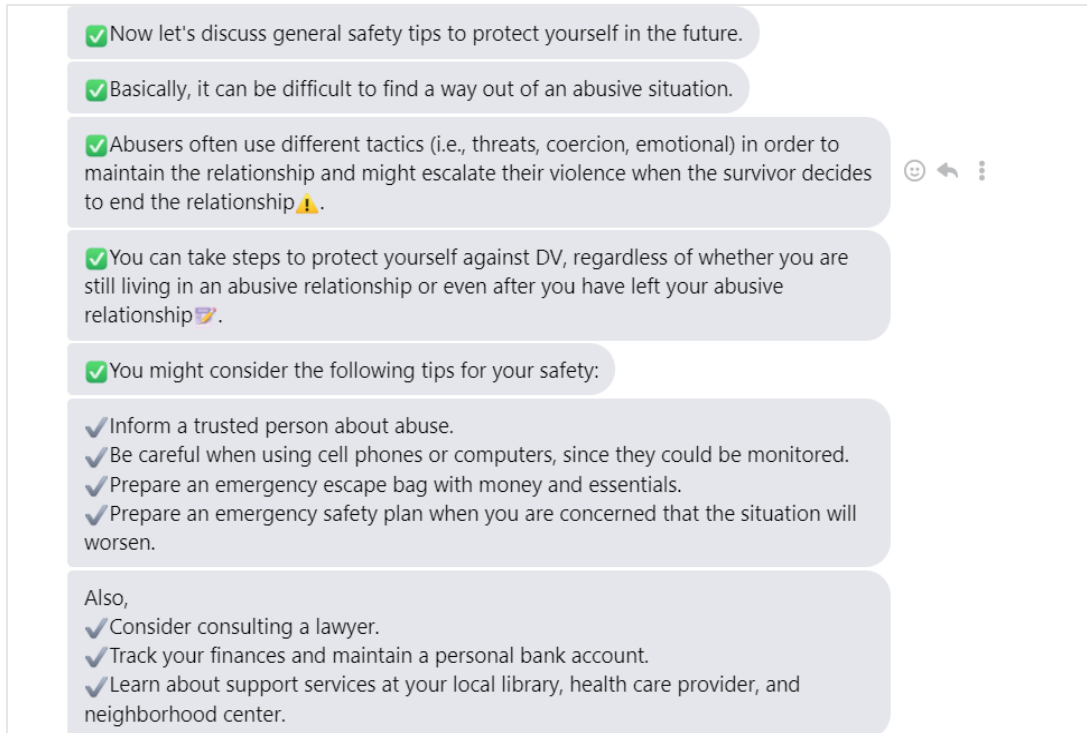 ✅Now let's discuss general safety tips to protect yourself in the future.
✅Basically, it can be difficult to find a way out of an abusive situation.
✅Abusers often use different tactics (i.e., threats, coercion, emotional) in order to
maintain the relationship and might escalate their violence when the survivor decides
to end the relationship⚠️.
✅You can take steps to protect yourself against DV, regardless of whether you are
still living in an abusive relationship or even after you have left your abusive
relationship📝.
✅You might consider the following tips for your safety:
✔️Inform a trusted person about abuse.
✔️Be careful when using cell phones or computers, since they could be monitored.
✔️Prepare an emergency escape bag with money and essentials.
✔️Prepare an emergency safety plan when you are concerned that the situation will
worsen.
Also,
✔️Consider consulting a lawyer.
✔️Track your finances and maintain a personal bank account.
✔️Learn about support services at your local library, health care provider, and
neighborhood center.